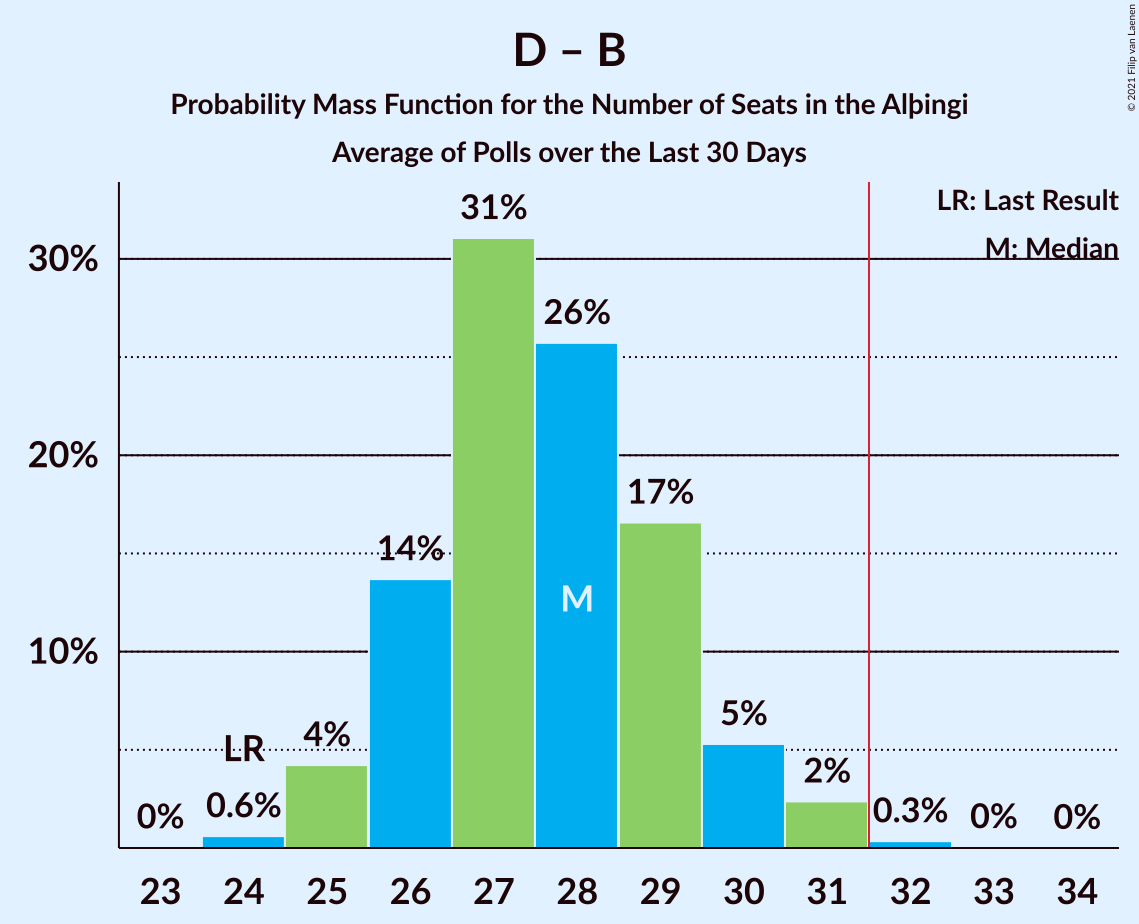 D – B
Probability Mass Function for the Number of Seats in the Alþingi
Average of Polls over the Last 30 Days
© 2021 Filip van Laenen
LR: Last Result
M: Median
30%
20%
10%
0%
LR
0.6%
4%
14%
31%
26%
M
17%
5%
2%
0.3%
0%
0%
23 24 25 26 27 28 29 30 31 32 33 34